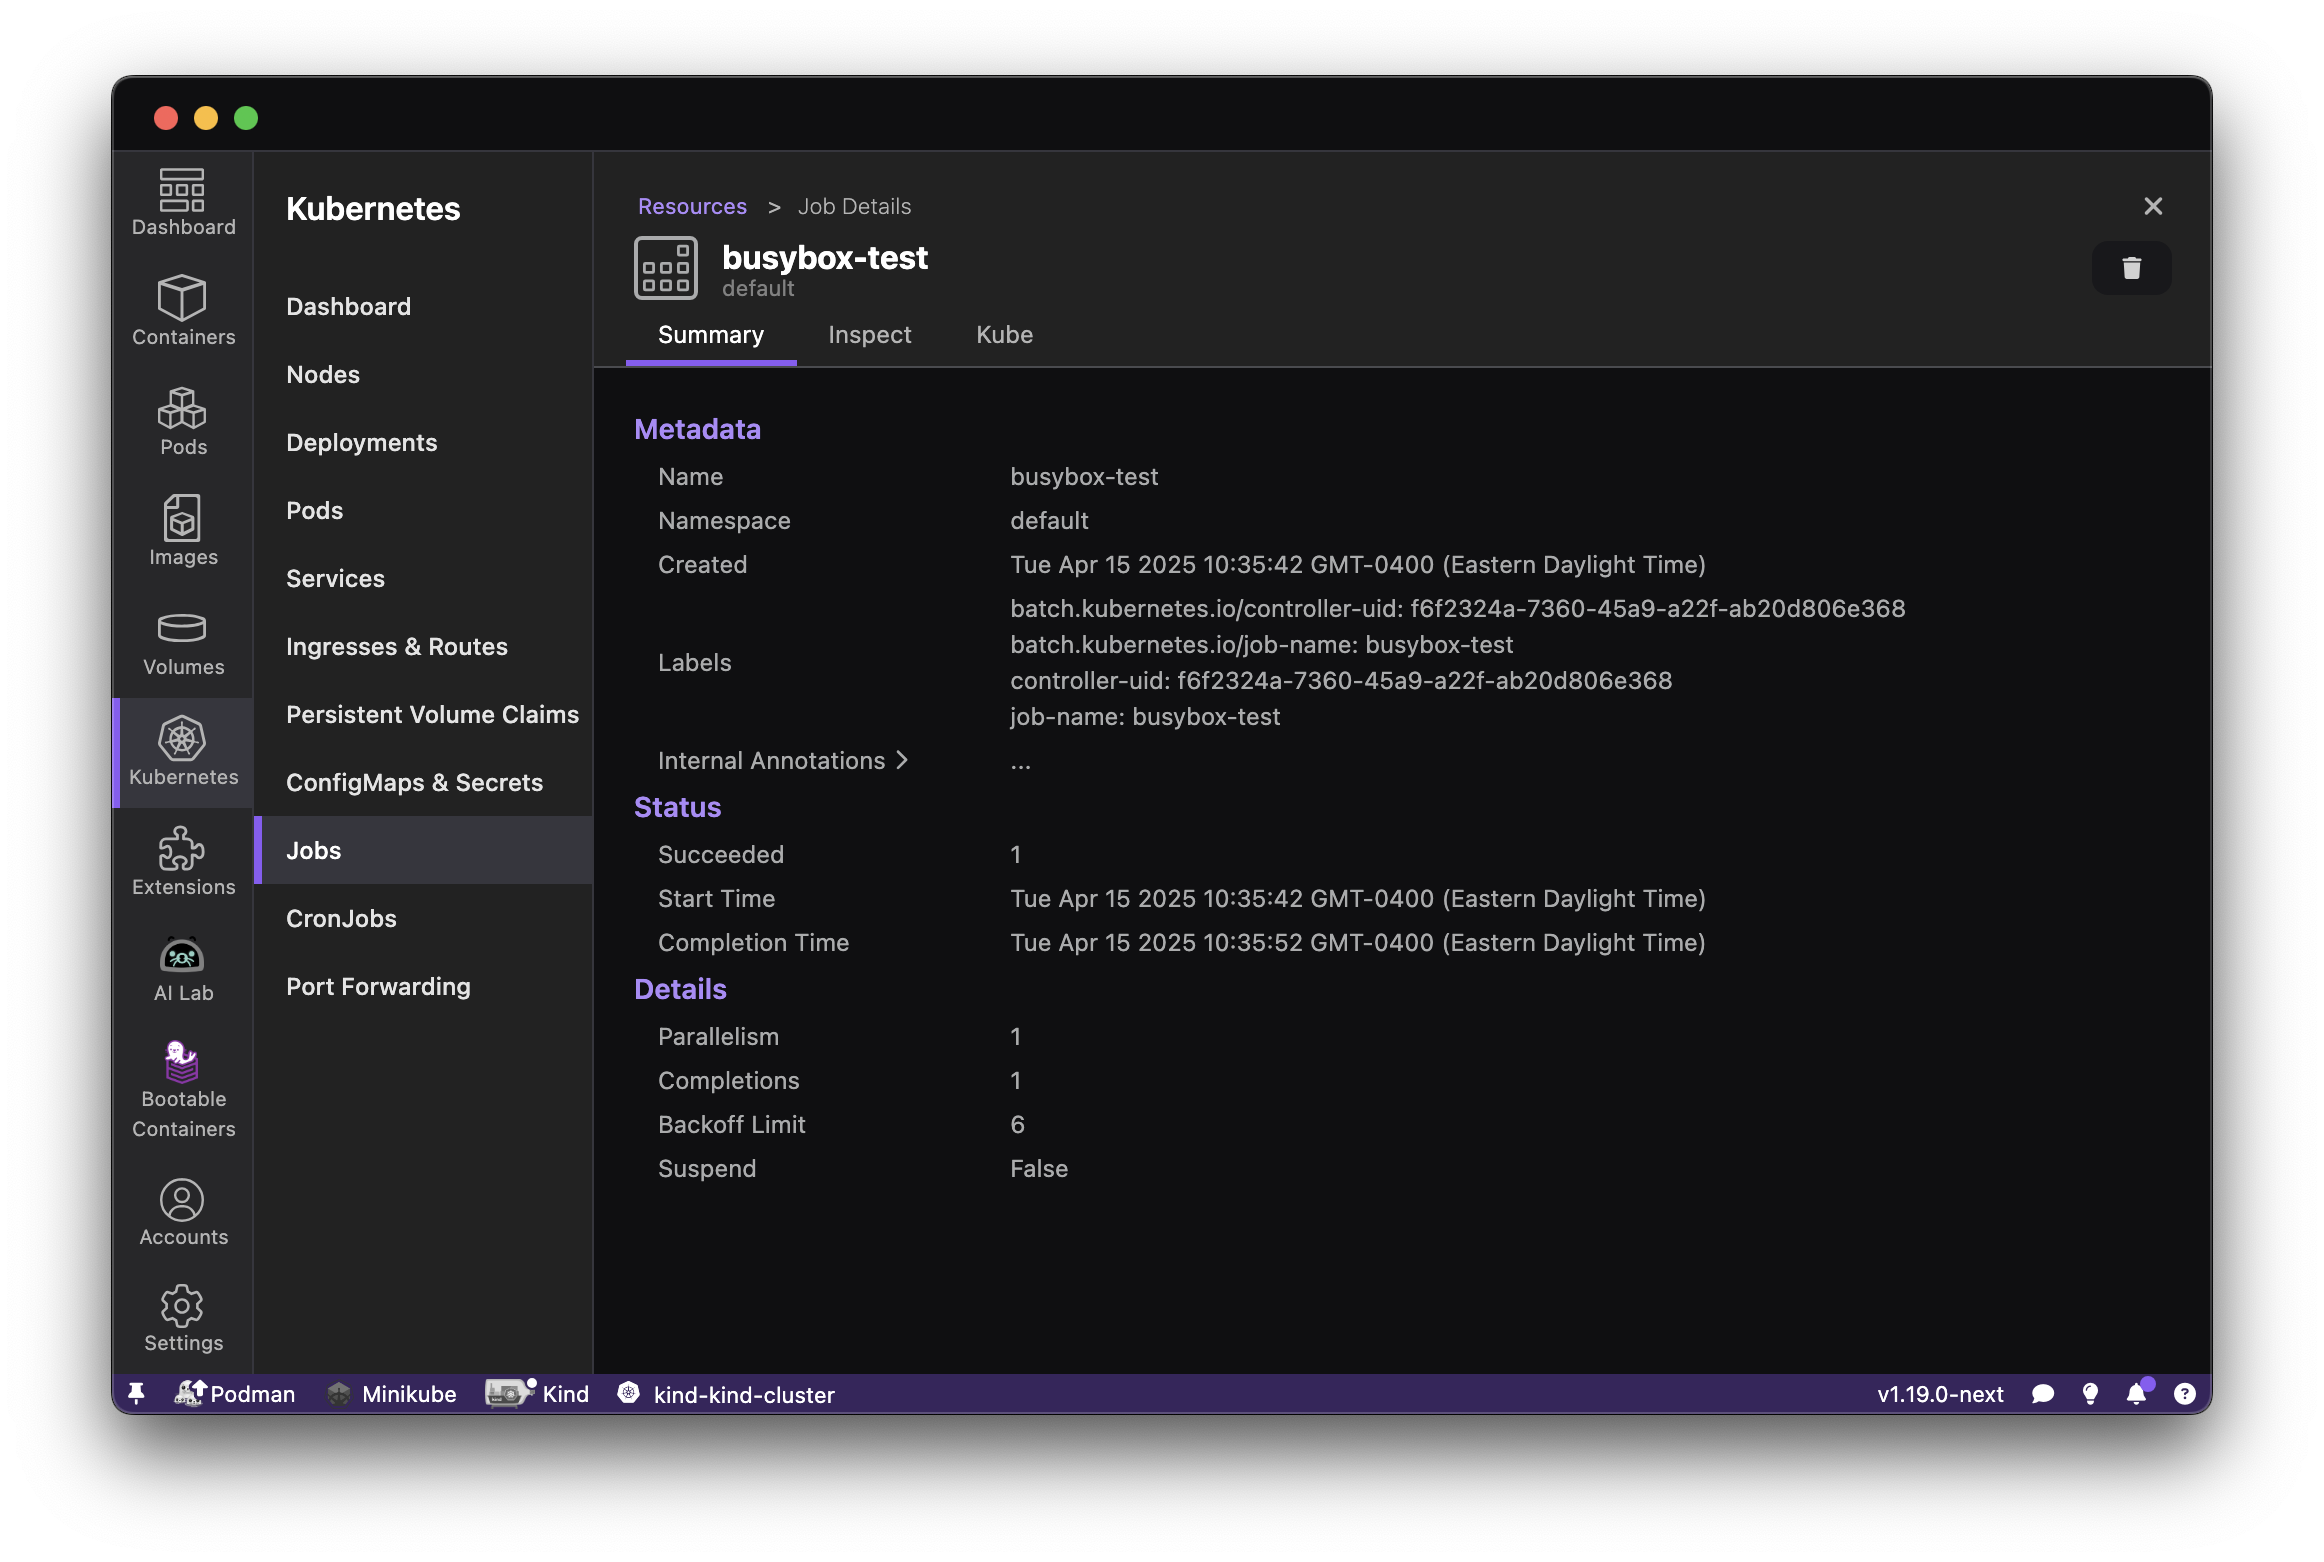 Dashboard
Containers
Pods
Images
Volumes
Kubernetes
Extensions
AI Lab
Bootable
Containers
Accounts
Settings
Kubernetes
Dashboard
Nodes
Deployments
Pods
Services
Ingresses & Routes
Persistent Volume Claims
ConfigMaps & Secrets
Jobs
CronJobs
Port Forwarding
Resources > Job Details
busybox-test
default
Summary Inspect Kube
Metadata
Name busybox-test
Namespace default
Created Tue Apr 15 2025 10:35:42 GMT-0400 (Eastern Daylight Time)
Labels
batch.kubernetes.io/controller-uid: f6f2324a-7360-45a9-a22f-ab20d806e368
batch.kubernetes.io/job-name: busybox-test
controller-uid: f6f2324a-7360-45a9-a22f-ab20d806e368
job-name: busybox-test
Internal Annotations > ...
Status
Succeeded 1
Start Time Tue Apr 15 2025 10:35:42 GMT-0400 (Eastern Daylight Time)
Completion Time Tue Apr 15 2025 10:35:52 GMT-0400 (Eastern Daylight Time)
Details
Parallelism 1
Completions 1
Backoff Limit 6
Suspend False
Podman Minikube Kind kind-kind-cluster v1.19.0-next